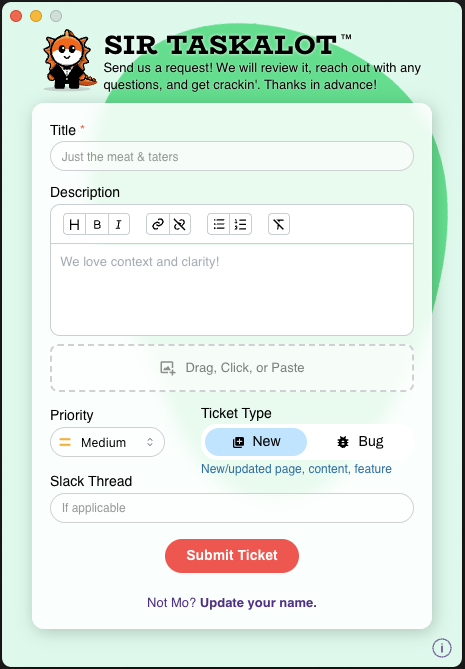 SIR TASKALOT ™
Send us a request! We will review it, reach out with any
questions, and get crackin'. Thanks in advance!
Title *
Just the meat & taters
Description
H B I
We love context and clarity!
Drag, Click, or Paste
Priority
Medium
Ticket Type
New Bug
New/updated page, content, feature
Slack Thread
If applicable
Submit Ticket
Not Mo? Update your name.